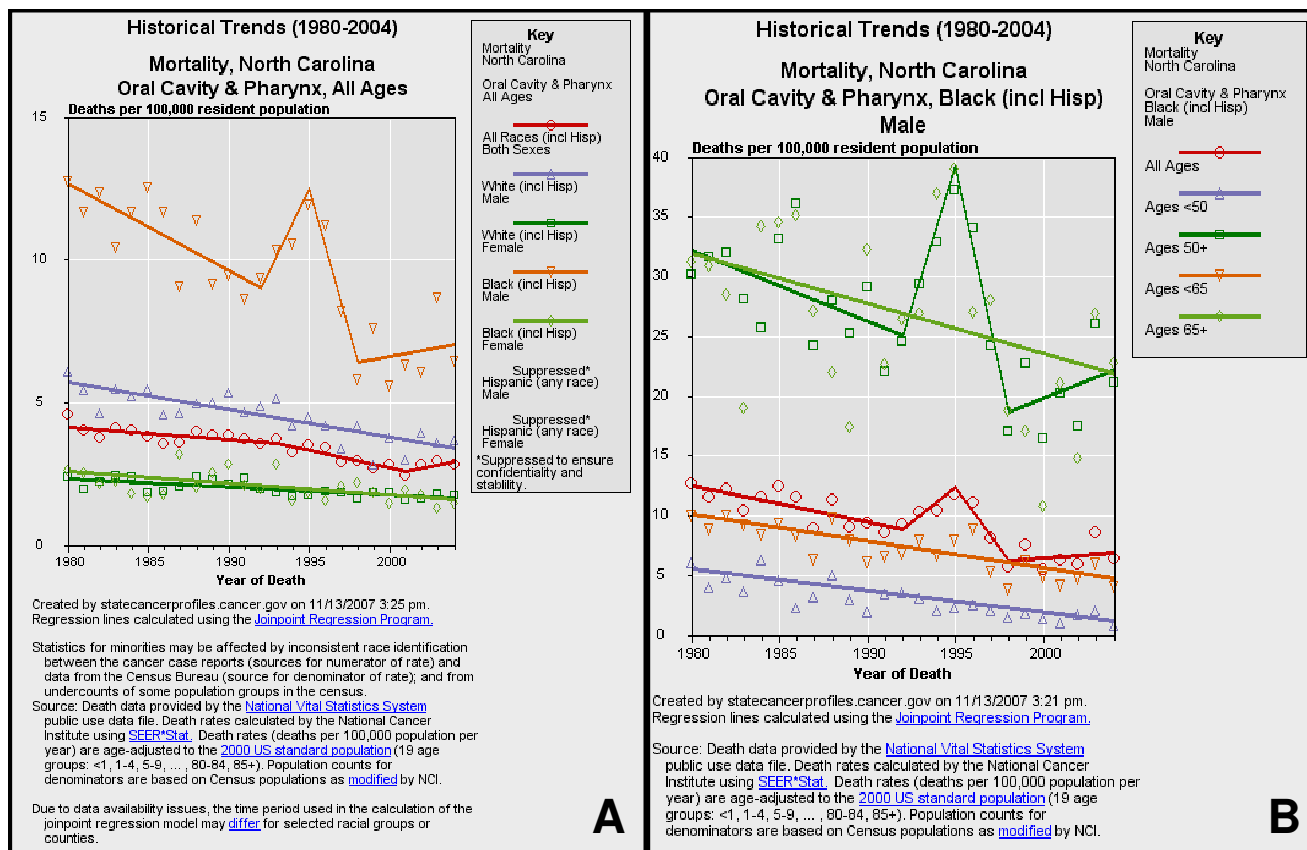 Historical Trends (1980-2004)
Mortality, North Carolina
Oral Cavity & Pharynx, All Ages
Deaths per 100,000 resident population
15
10
5
0
1980
1985
1990
1995
2000
Year of Death
Key
Mortality
North Carolina
Oral Cavity & Pharynx
All Ages
All Races (incl Hisp)
Both Sexes
White (incl Hisp)
Male
White (incl Hisp)
Female
Black (incl Hisp)
Male
Black (incl Hisp)
Female
Suppressed*
Hispanic (any race)
Male
Suppressed*
Hispanic (any race)
Female
*Suppressed to ensure
confidentiality and
stablility.
Created by statecancerprofiles.cancer.gov on 11/13/2007 3:25 pm.
Regression lines calculated using the Joinpoint Regression Program.
Statistics for minorities may be affected by inconsistent race identification
between the cancer case reports (sources for numerator of rate) and
data from the Census Bureau (source for denominator of rate); and from
undercounts of some population groups in the census.
Source: Death data provided by the National Vital Statistics System
public use data file. Death rates calculated by the National Cancer
Institute using SEER*Stat. Death rates (deaths per 100,000 population per
year) are age-adjusted to the 2000 US standard population (19 age
groups: <1, 1-4, 5-9, ... , 80-84, 85+). Population counts for
denominators are based on Census populations as modified by NCI.
Due to data availability issues, the time period used in the calculation of the
joinpoint regression model may differ for selected racial groups or
counties.
A
Historical Trends (1980-2004)
Mortality, North Carolina
Oral Cavity & Pharynx, Black (incl Hisp)
Male
Deaths per 100,000 resident population
40
35
30
25
20
15
10
5
0
1980
1985
1990
1995
2000
Year of Death
Key
Mortality
North Carolina
Oral Cavity & Pharynx
Black (incl Hisp)
Male
All Ages
Ages <50
Ages 50+
Ages <65
Ages 65+
Created by statecancerprofiles.cancer.gov on 11/13/2007 3:21 pm.
Regression lines calculated using the Joinpoint Regression Program.
Source: Death data provided by the National Vital Statistics System
public use data file. Death rates calculated by the National Cancer
Institute using SEER*Stat. Death rates (deaths per 100,000 population per
year) are age-adjusted to the 2000 US standard population (19 age
groups: <1, 1-4, 5-9, ... , 80-84, 85+). Population counts for
denominators are based on Census populations as modified by NCI.
B